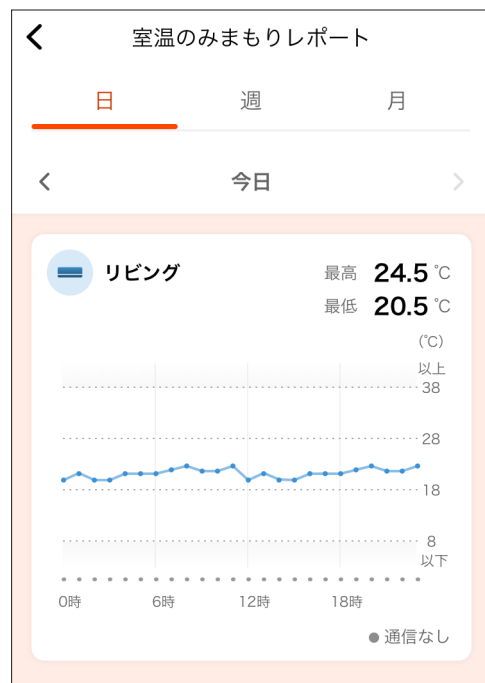 室温のみまもりレポート
日 週 月
今日
リビング
最高 24.5 ℃
最低 20.5 ℃
(℃)
以上
38
28
18
8
以下
0時 6時 12時 18時
通信なし